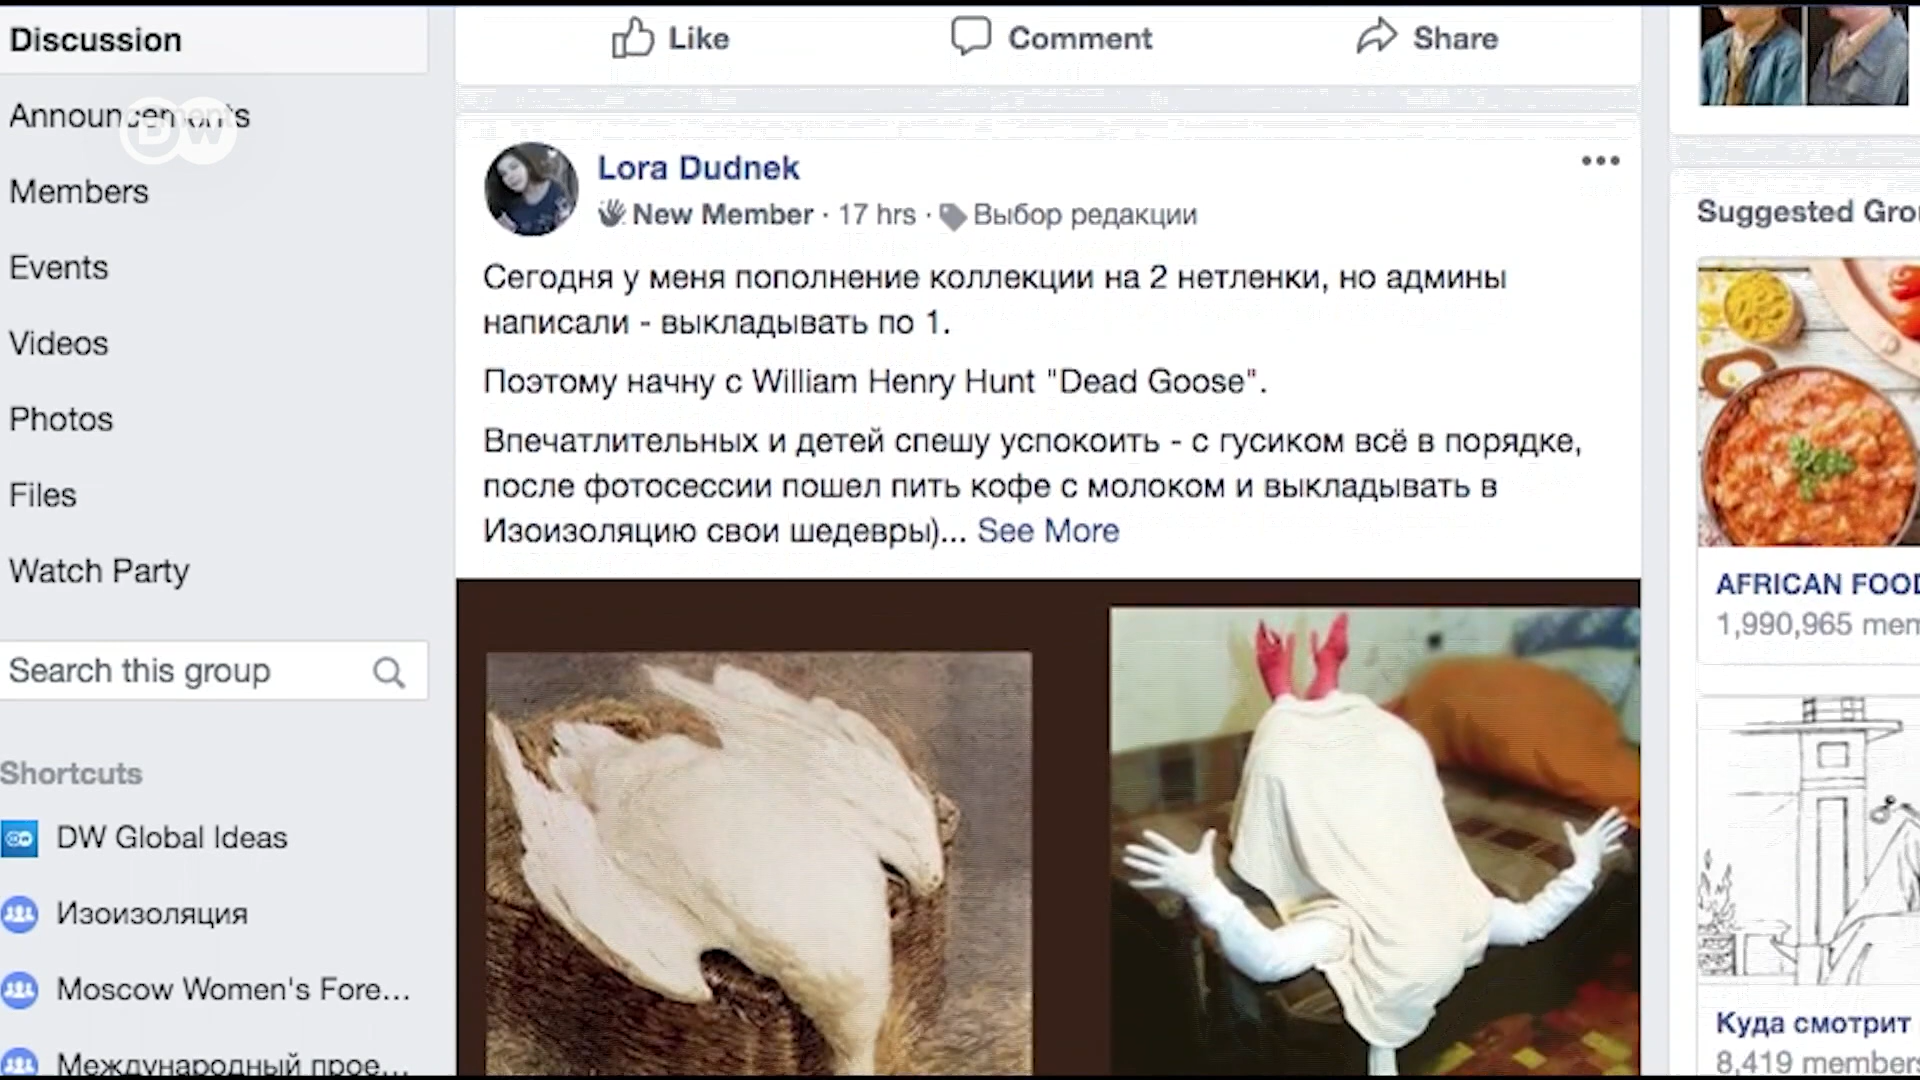 Discussion
Announcements
DW
Members
Events
Videos
Photos
Files
Watch Party
Search this group
Shortcuts
DW Global Ideas
Изоизоляция
Moscow Women's Fore...
Международный прое...
Like
Comment
Share
Lora Dudnek
New Member · 17 hrs · Выбор редакции
Сегодня у меня пополнение коллекции на 2 нетленки, но админы
написали - выкладывать по 1.
Поэтому начну с William Henry Hunt "Dead Goose".
Впечатлительных и детей спешу успокоить - с гусиком всё в порядке,
после фотосессии пошел пить кофе с молоком и выкладывать в
Изоизоляцию свои шедевры)... See More
Suggested Gro
AFRICAN FOOD
1,990,965 mem
Куда смотрит
8,419 members